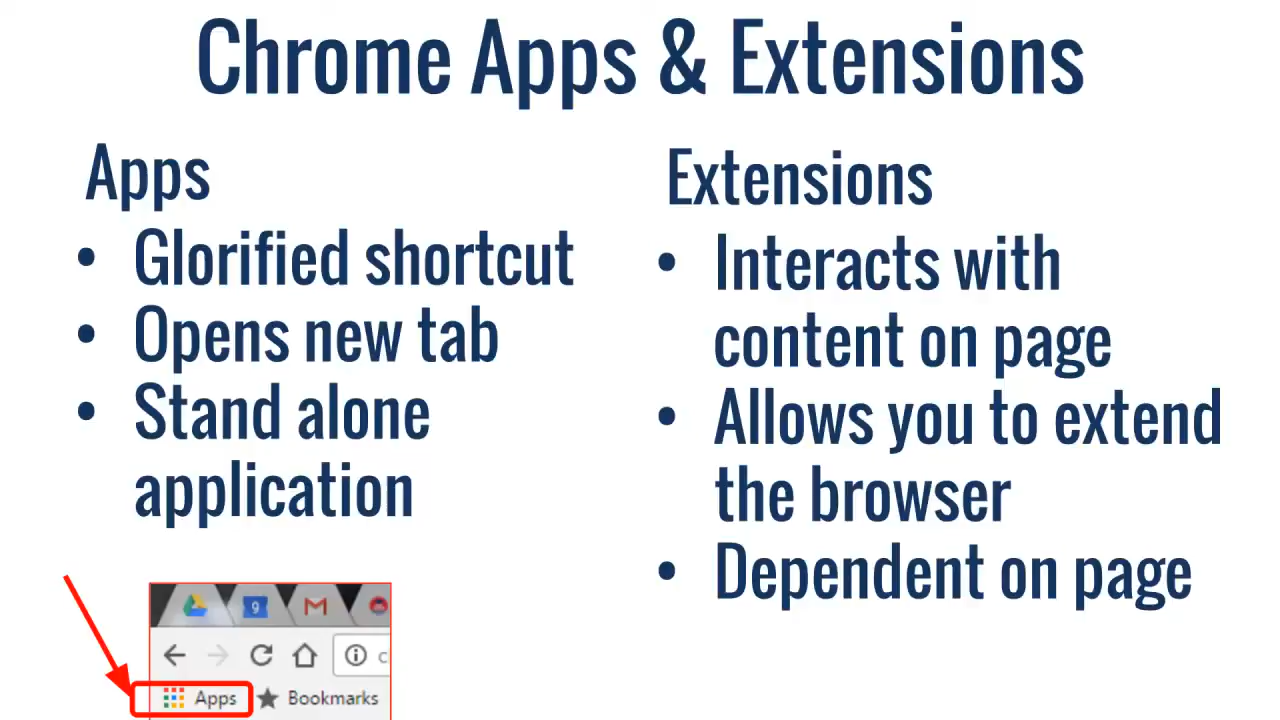 Chrome Apps & Extensions
Apps
• Glorified shortcut
• Opens new tab
• Stand alone
application
Extensions
• Interacts with
content on page
• Allows you to extend
the browser
• Dependent on page
9
c
Apps
Bookmarks